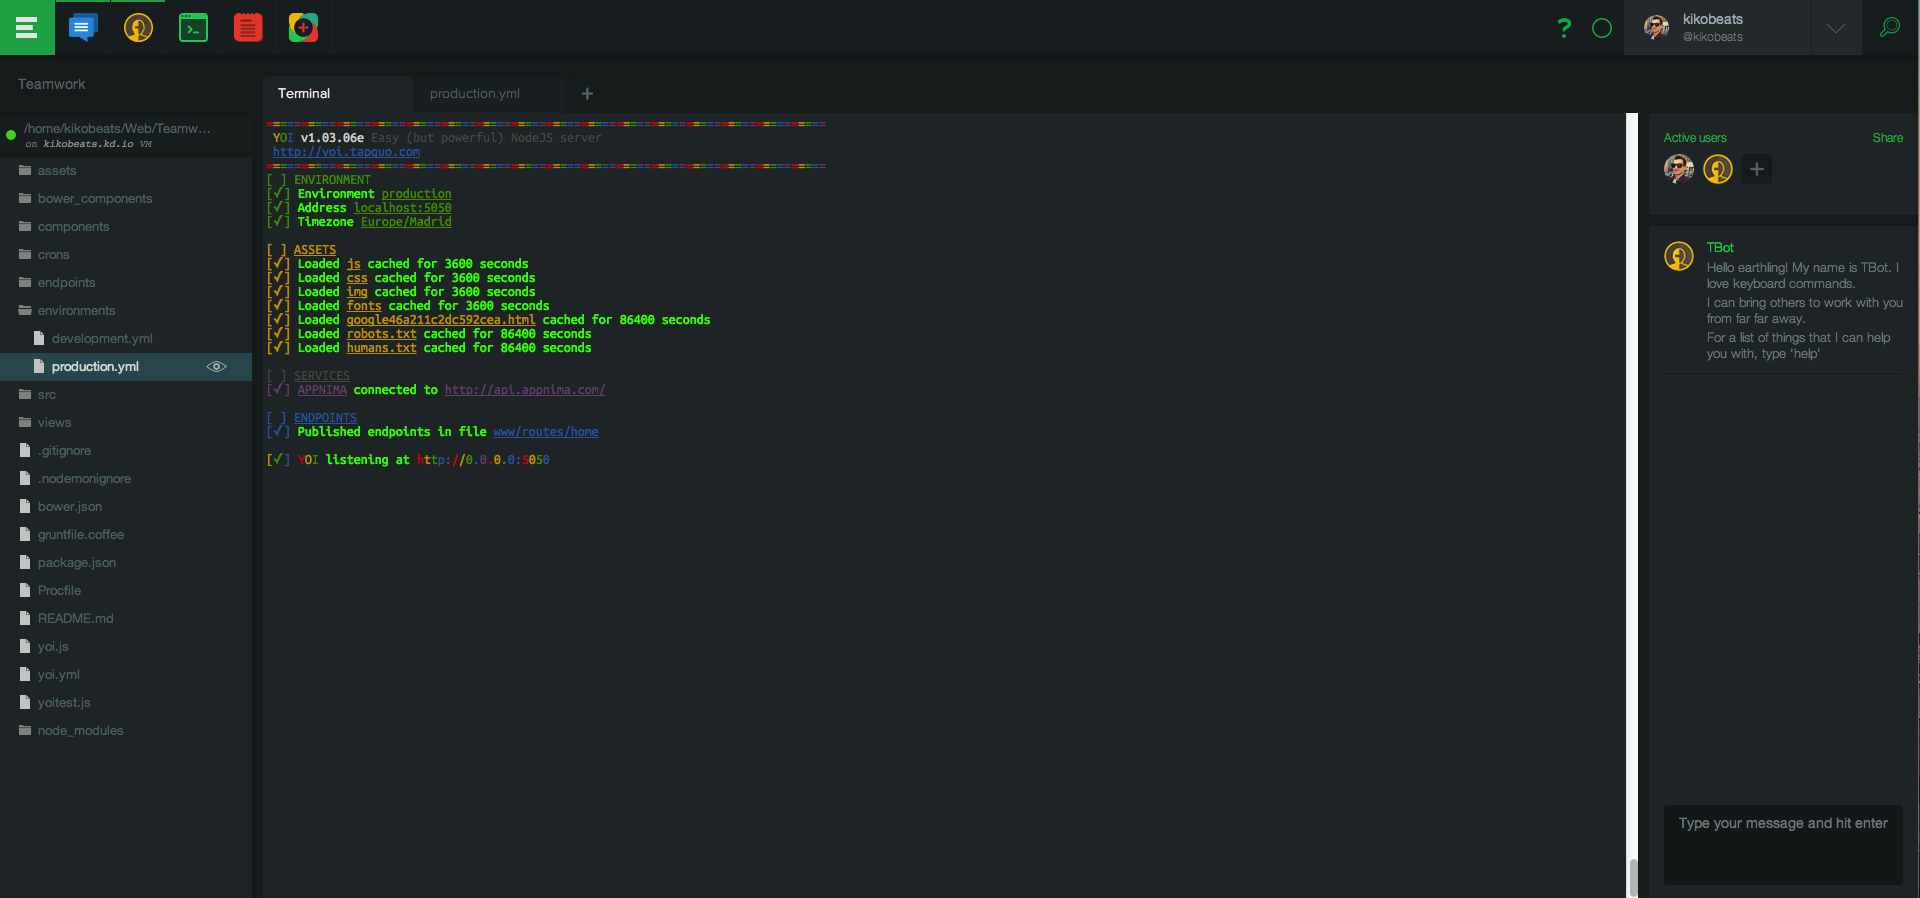 kikobeats
@kikobeats
Teamwork
/home/kikobeats/Web/Teamw...
on kikobeats.kd.io VM
assets
bower_components
components
crons
endpoints
environments
development.yml
production.yml
src
views
.gitignore
.nodemonignore
bower.json
gruntfile.coffee
package.json
Procfile
README.md
yoi.js
yoi.yml
yoitest.js
node_modules
Terminal
production.yml
YOI v1.03.06e Easy (but powerful) NodeJS server
http://yoi.tapquo.com
[ ] ENVIRONMENT
[✓] Environment production
[✓] Address localhost:5050
[✓] Timezone Europe/Madrid
[ ] ASSETS
[✓] Loaded js cached for 3600 seconds
[✓] Loaded css cached for 3600 seconds
[✓] Loaded img cached for 3600 seconds
[✓] Loaded fonts cached for 3600 seconds
[✓] Loaded google46a211c2dc592cea.html cached for 86400 seconds
[✓] Loaded robots.txt cached for 86400 seconds
[✓] Loaded humans.txt cached for 86400 seconds
[ ] SERVICES
[✓] APPNIMA connected to http://api.appnima.com/
[ ] ENDPOINTS
[✓] Published endpoints in file www/routes/home
[✓] YOI listening at http://0.0.0.0:5050
Active users
Share
TBot
Hello earthling! My name is TBot. I
love keyboard commands.
I can bring others to work with you
from far far away.
For a list of things that I can help
you with, type 'help'
Type your message and hit enter